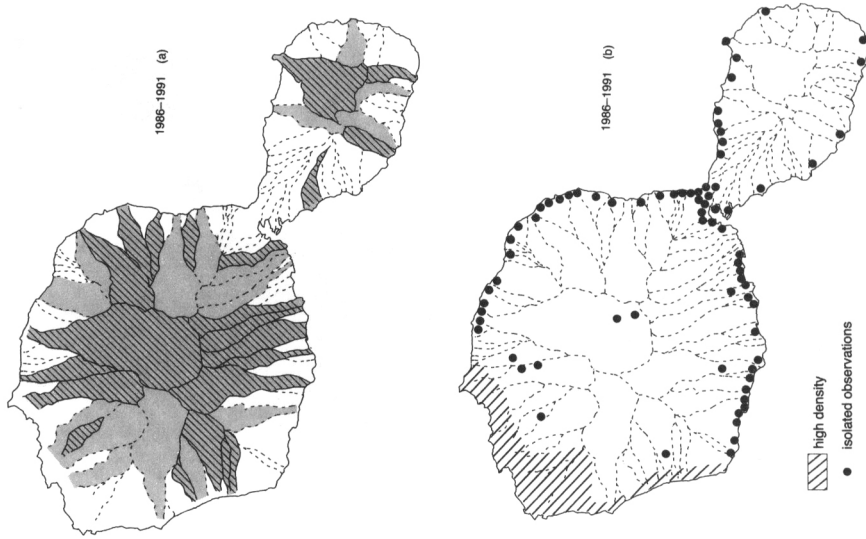 1986–1991 (a)
1986–1991 (b)
high density
isolated observations